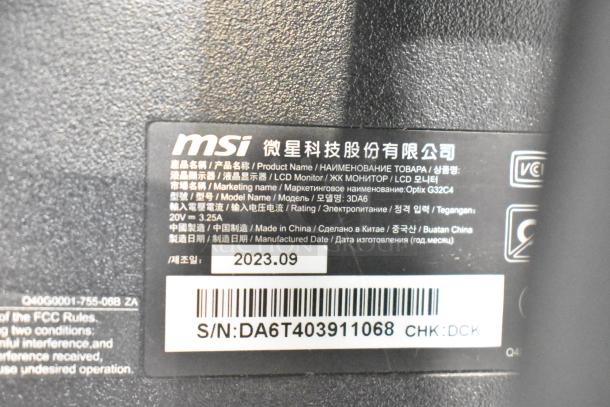 msi 微星科技股份有限公司
產品名稱 / 产品名称 / Product Name / НАИМЕНОВАНИЕ ТОВАРА / 상품명:
液晶顯示器 / 液晶显示器 / LCD Monitor / ЖК МОНИТОР / LCD 모니터
市場名稱 / Marketing name / Маркетинговое наименование:Optix G32C4
型號 / 型号 / Model Name / Модель / 모델명: 3DA6
輸入電壓電流 / 输入电压电流 / Rating / Электропитание / 정격 입력 / Tegangan:
20V ⎓ 3.25A
中國製造 / 中国制造 / Made in China / Сделано в Китае / 중국산 / Buatan China
製造日期 / 制造日期 / Manufactured Date / Дата изготовления (год.месяц)
/제조일: 2023.09
S/N:DA6T403911068 CHK:DCK
Q40G0001-755-06B ZA
of the FCC Rules.
two conditions:
interference,and
received,
use undesired operation.
VC